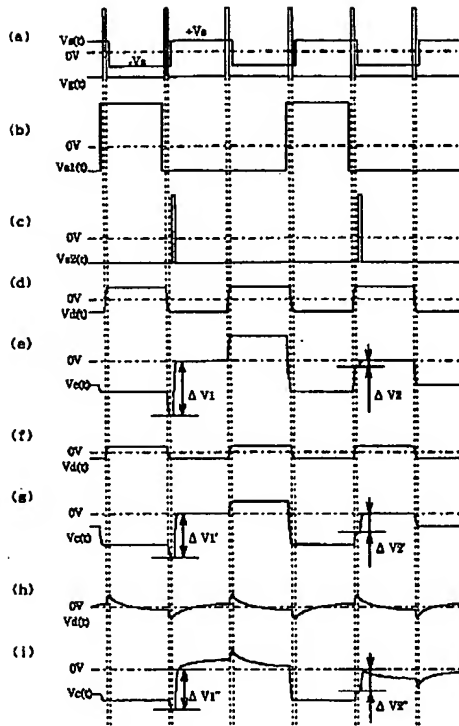 (a)
Vs(t)
+Vs
0V
-Vs
Vg(t)
(b)
0V
Vs1(t)
(c)
0V
Vs2(t)
(d)
0V
Vd(t)
(e)
0V
Vc(t)
Δ V1
Δ V2
(f)
0V
Vd(t)
(g)
0V
Vc(t)
Δ V1'
Δ V2'
(h)
0V
Vd(t)
(i)
0V
Vc(t)
Δ V1"
Δ V2"